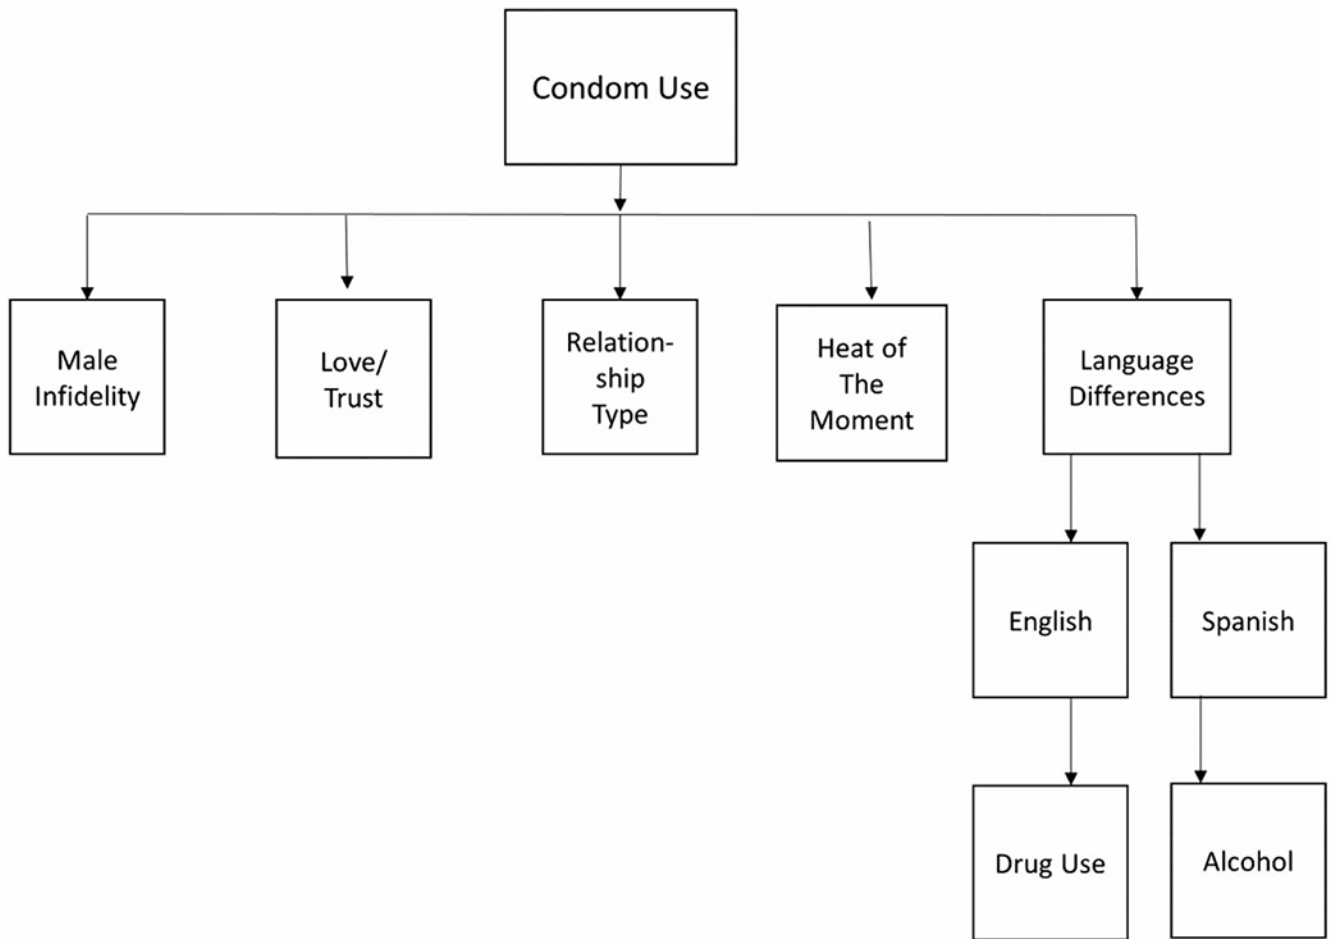 Condom Use
Male
Infidelity
Love/
Trust
Relation-
ship
Type
Heat of
The
Moment
Language
Differences
English
Spanish
Drug Use
Alcohol